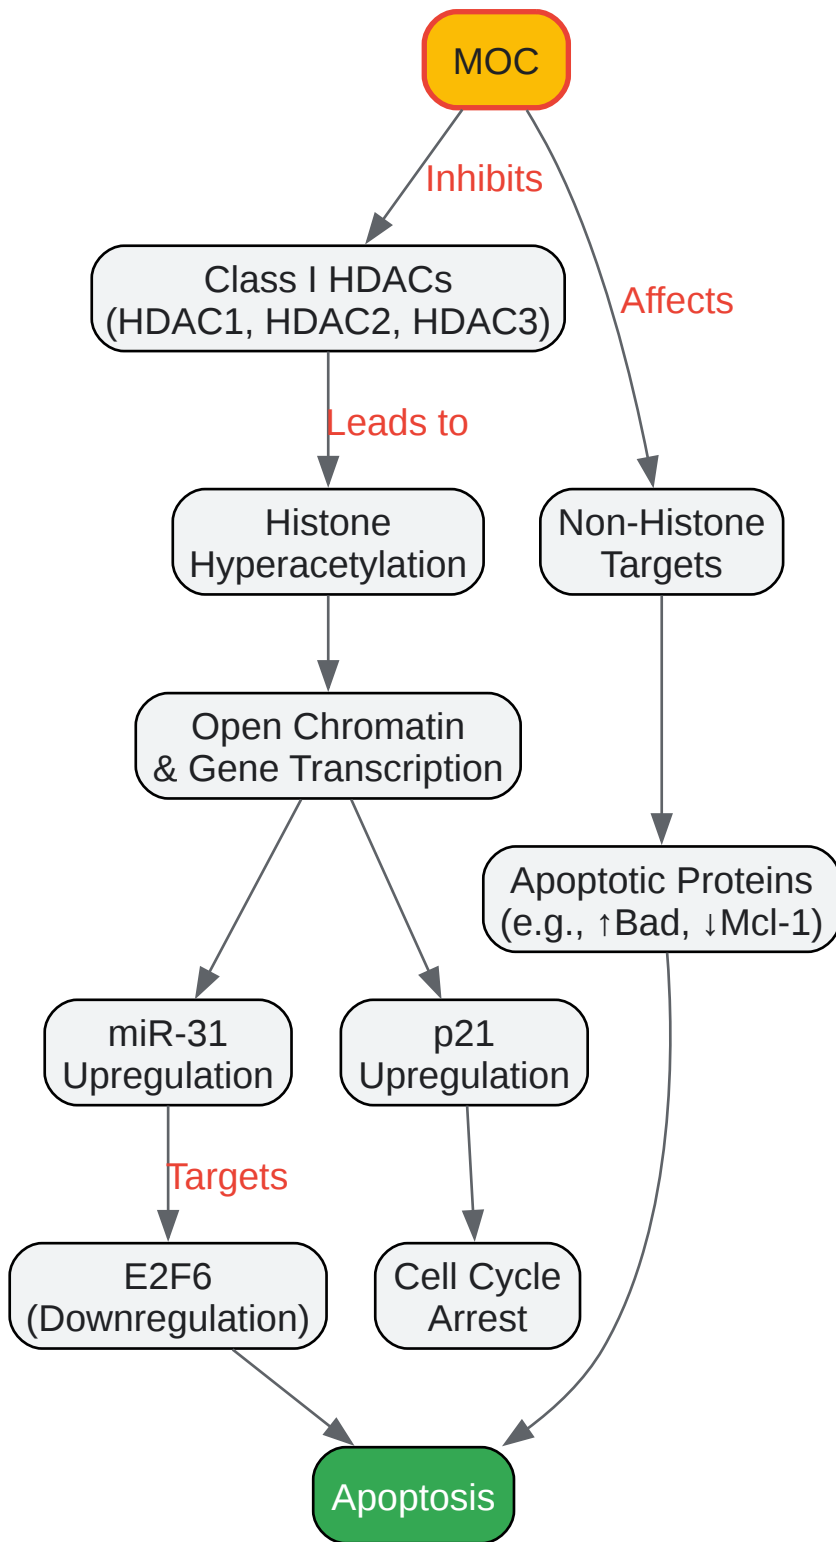 MOC
Inhibits
Affects
Class I HDACs
(HDAC1, HDAC2, HDAC3)
Leads to
Histone
Hyperacetylation
Non-Histone
Targets
Open Chromatin
& Gene Transcription
Apoptotic Proteins
(e.g., ↑Bad, ↓Mcl-1)
miR-31
Upregulation
p21
Upregulation
Targets
E2F6
(Downregulation)
Cell Cycle
Arrest
Apoptosis